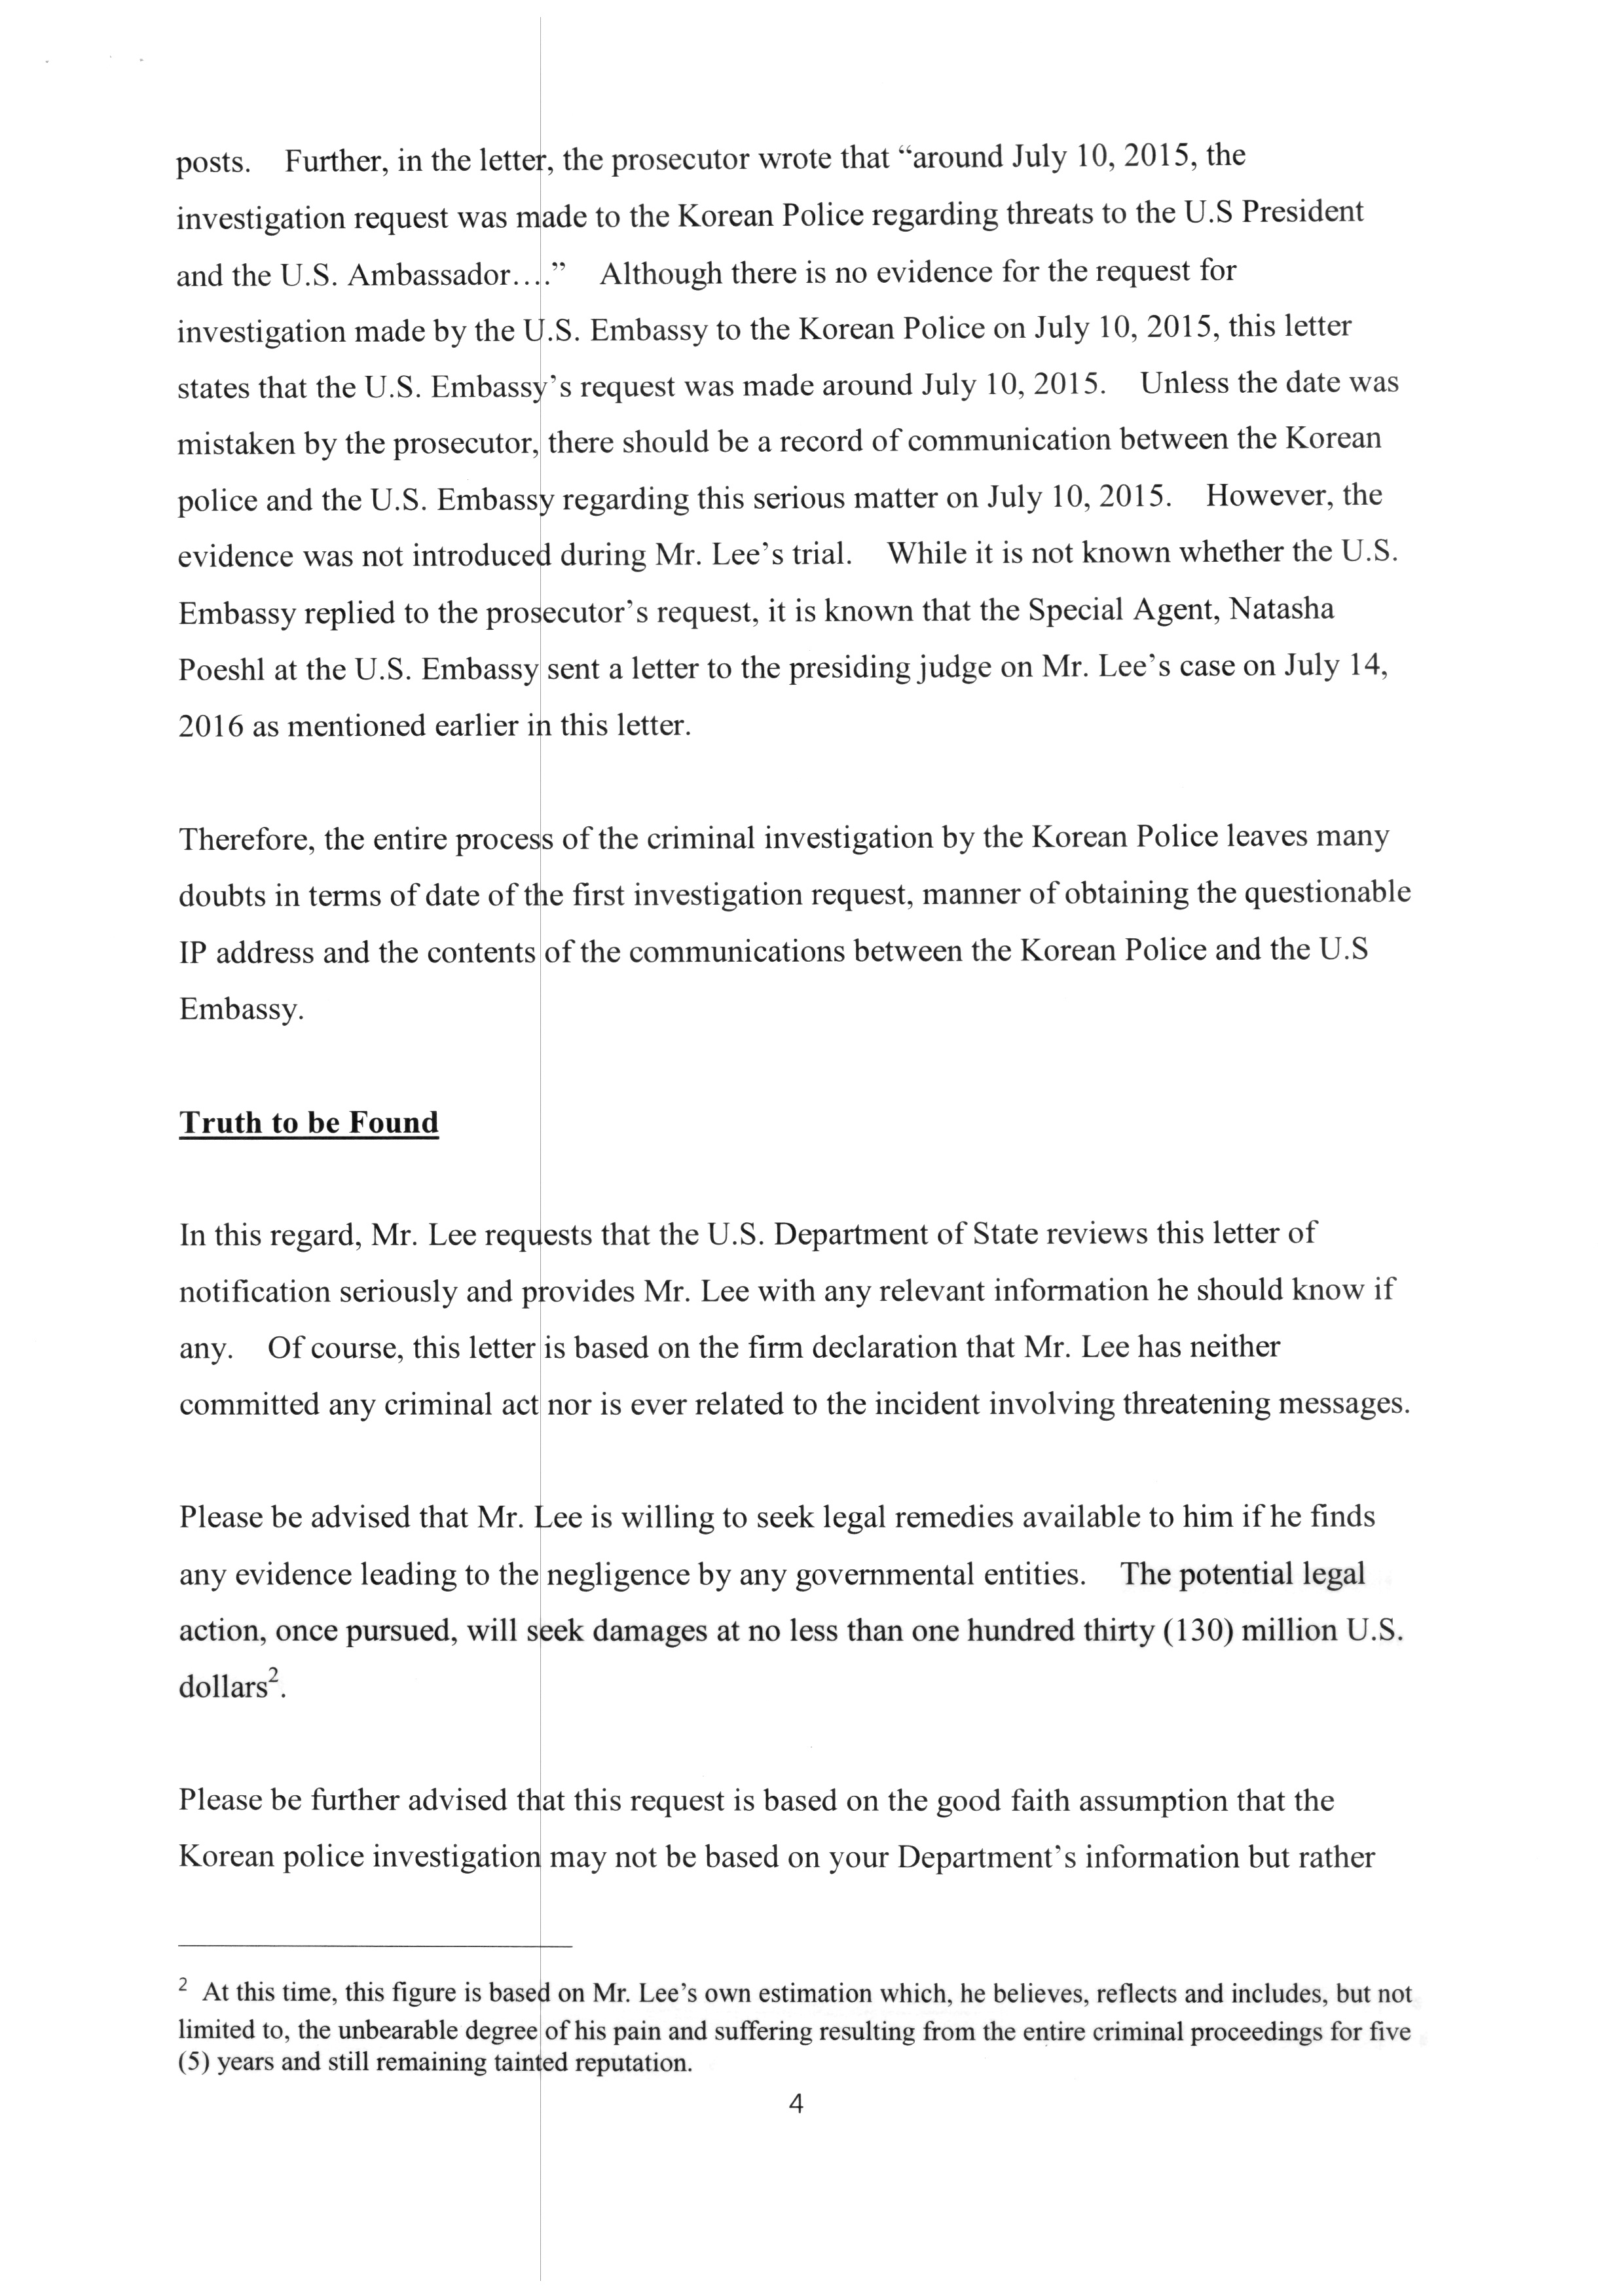 posts. Further, in the letter, the prosecutor wrote that “around July 10, 2015, the
investigation request was made to the Korean Police regarding threats to the U.S President
and the U.S. Ambassador….” Although there is no evidence for the request for
investigation made by the U.S. Embassy to the Korean Police on July 10, 2015, this letter
states that the U.S. Embassy’s request was made around July 10, 2015. Unless the date was
mistaken by the prosecutor, there should be a record of communication between the Korean
police and the U.S. Embassy regarding this serious matter on July 10, 2015. However, the
evidence was not introduced during Mr. Lee’s trial. While it is not known whether the U.S.
Embassy replied to the prosecutor’s request, it is known that the Special Agent, Natasha
Poeshl at the U.S. Embassy sent a letter to the presiding judge on Mr. Lee’s case on July 14,
2016 as mentioned earlier in this letter.
Therefore, the entire process of the criminal investigation by the Korean Police leaves many
doubts in terms of date of the first investigation request, manner of obtaining the questionable
IP address and the contents of the communications between the Korean Police and the U.S
Embassy.
Truth to be Found
In this regard, Mr. Lee requests that the U.S. Department of State reviews this letter of
notification seriously and provides Mr. Lee with any relevant information he should know if
any. Of course, this letter is based on the firm declaration that Mr. Lee has neither
committed any criminal act nor is ever related to the incident involving threatening messages.
Please be advised that Mr. Lee is willing to seek legal remedies available to him if he finds
any evidence leading to the negligence by any governmental entities. The potential legal
action, once pursued, will seek damages at no less than one hundred thirty (130) million U.S.
dollars².
Please be further advised that this request is based on the good faith assumption that the
Korean police investigation may not be based on your Department’s information but rather
² At this time, this figure is based on Mr. Lee’s own estimation which, he believes, reflects and includes, but not
limited to, the unbearable degree of his pain and suffering resulting from the entire criminal proceedings for five
(5) years and still remaining tainted reputation.
4